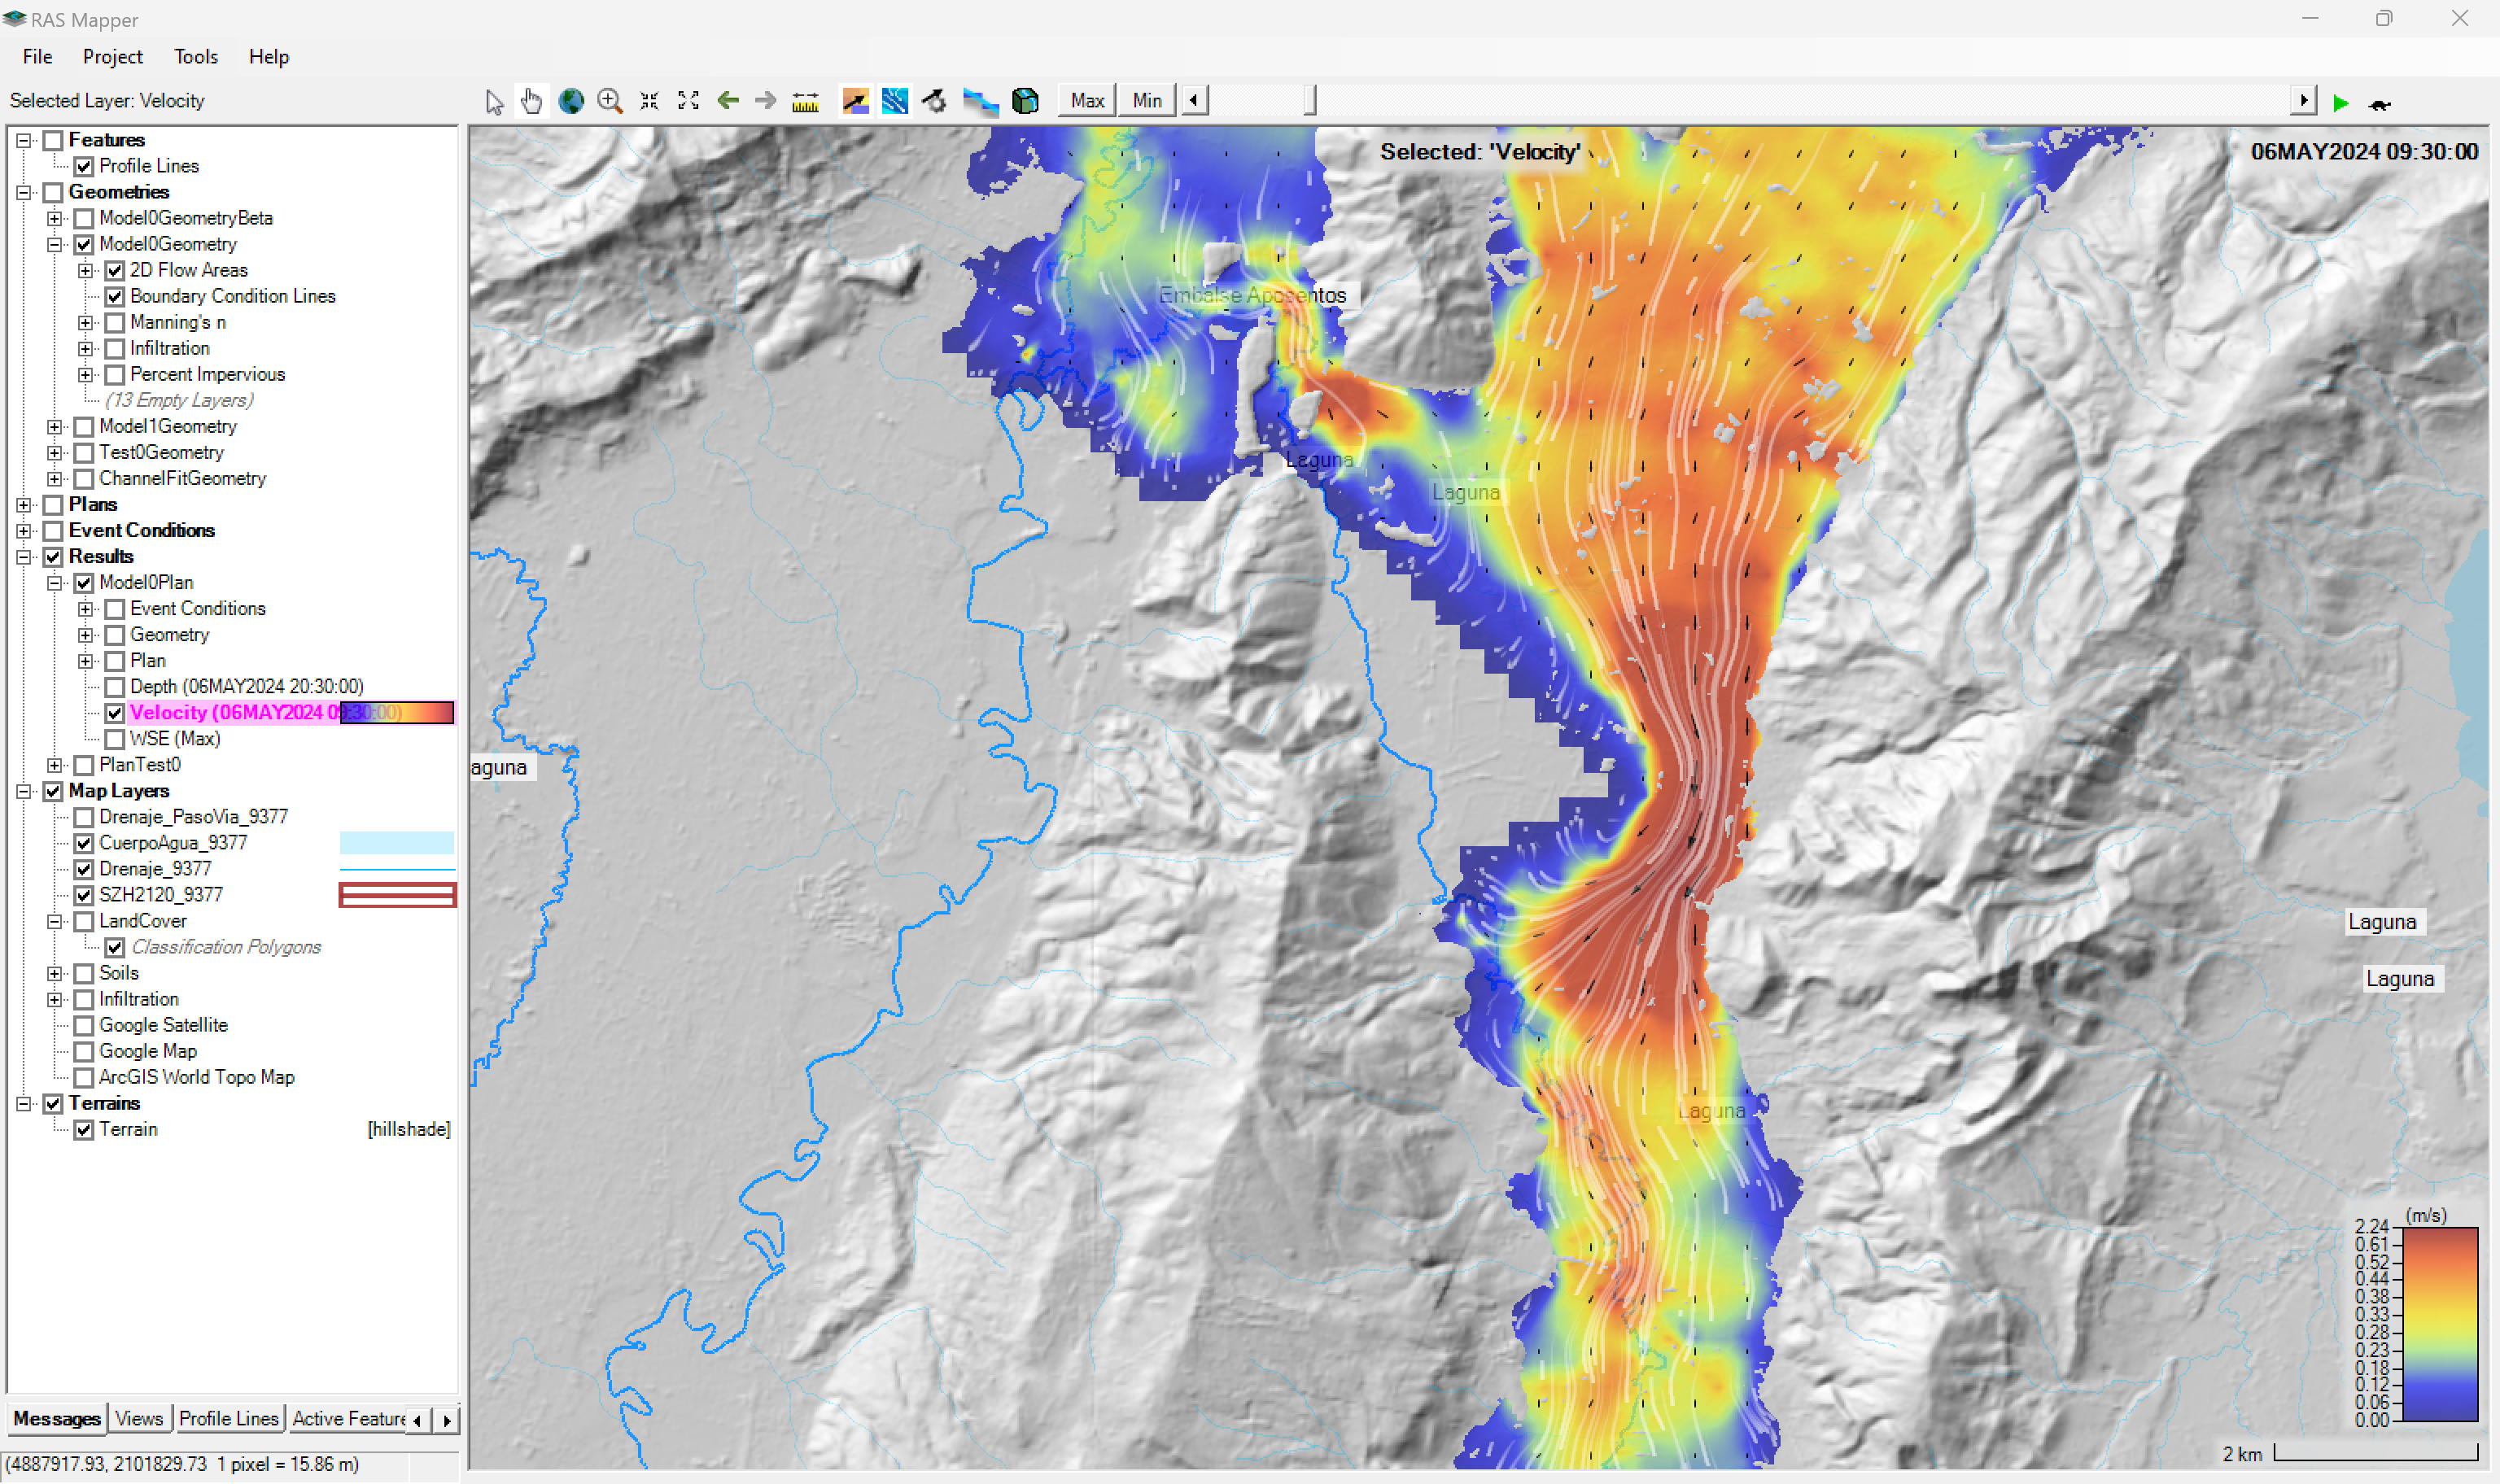 RAS Mapper
File Project Tools Help
Selected Layer: Velocity
Max Min
Features
Profile Lines
Geometries
Model0GeometryBeta
Model0Geometry
2D Flow Areas
Boundary Condition Lines
Manning's n
Infiltration
Percent Impervious
(13 Empty Layers)
Model1Geometry
Test0Geometry
ChannelFitGeometry
Plans
Event Conditions
Results
Model0Plan
Event Conditions
Geometry
Plan
Depth (06MAY2024 20:30:00)
Velocity (06MAY2024 09:30:00)
WSE (Max)
PlanTest0
Map Layers
Drenaje_PasoVia_9377
CuerpoAgua_9377
Drenaje_9377
SZH2120_9377
LandCover
Classification Polygons
Soils
Infiltration
Google Satellite
Google Map
ArcGIS World Topo Map
Terrains
Terrain [hillshade]
Messages Views Profile Lines Active Feature
(4887917.93, 2101829.73 1 pixel = 15.86 m)
Selected: 'Velocity'
06MAY2024 09:30:00
Embalse Aposentos
Laguna
Laguna
aguna
Laguna
Laguna
Laguna
(m/s)
2.24
0.61
0.52
0.44
0.38
0.33
0.28
0.23
0.18
0.12
0.06
0.00
2 km